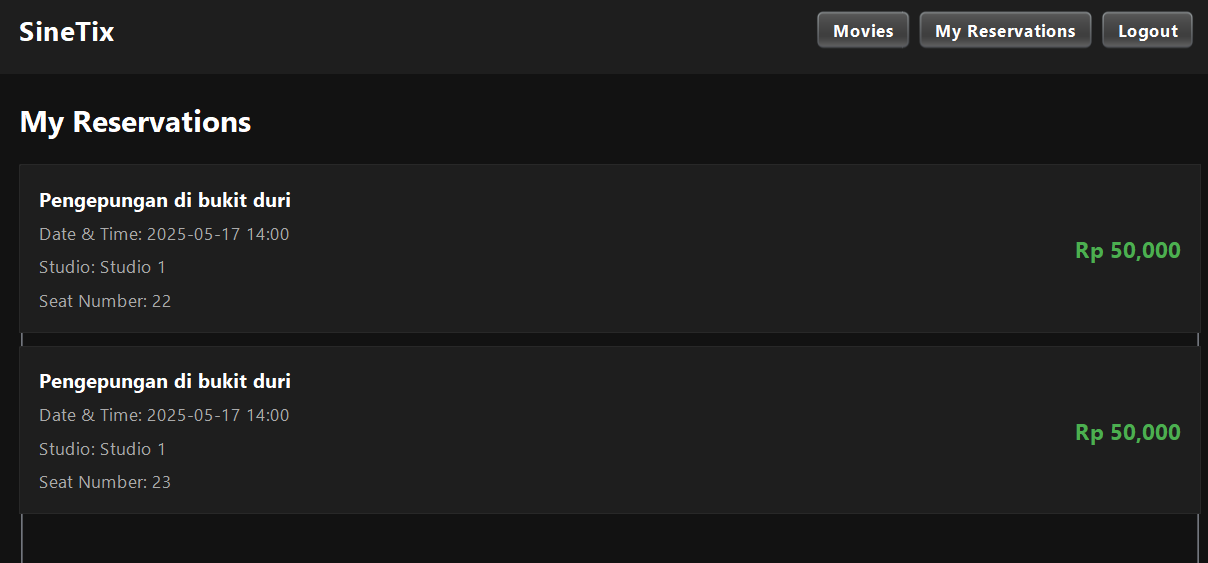 SineTix
Movies
My Reservations
Logout
My Reservations
Pengepungan di bukit duri
Date & Time: 2025-05-17 14:00
Studio: Studio 1
Seat Number: 22
Rp 50,000
Pengepungan di bukit duri
Date & Time: 2025-05-17 14:00
Studio: Studio 1
Seat Number: 23
Rp 50,000